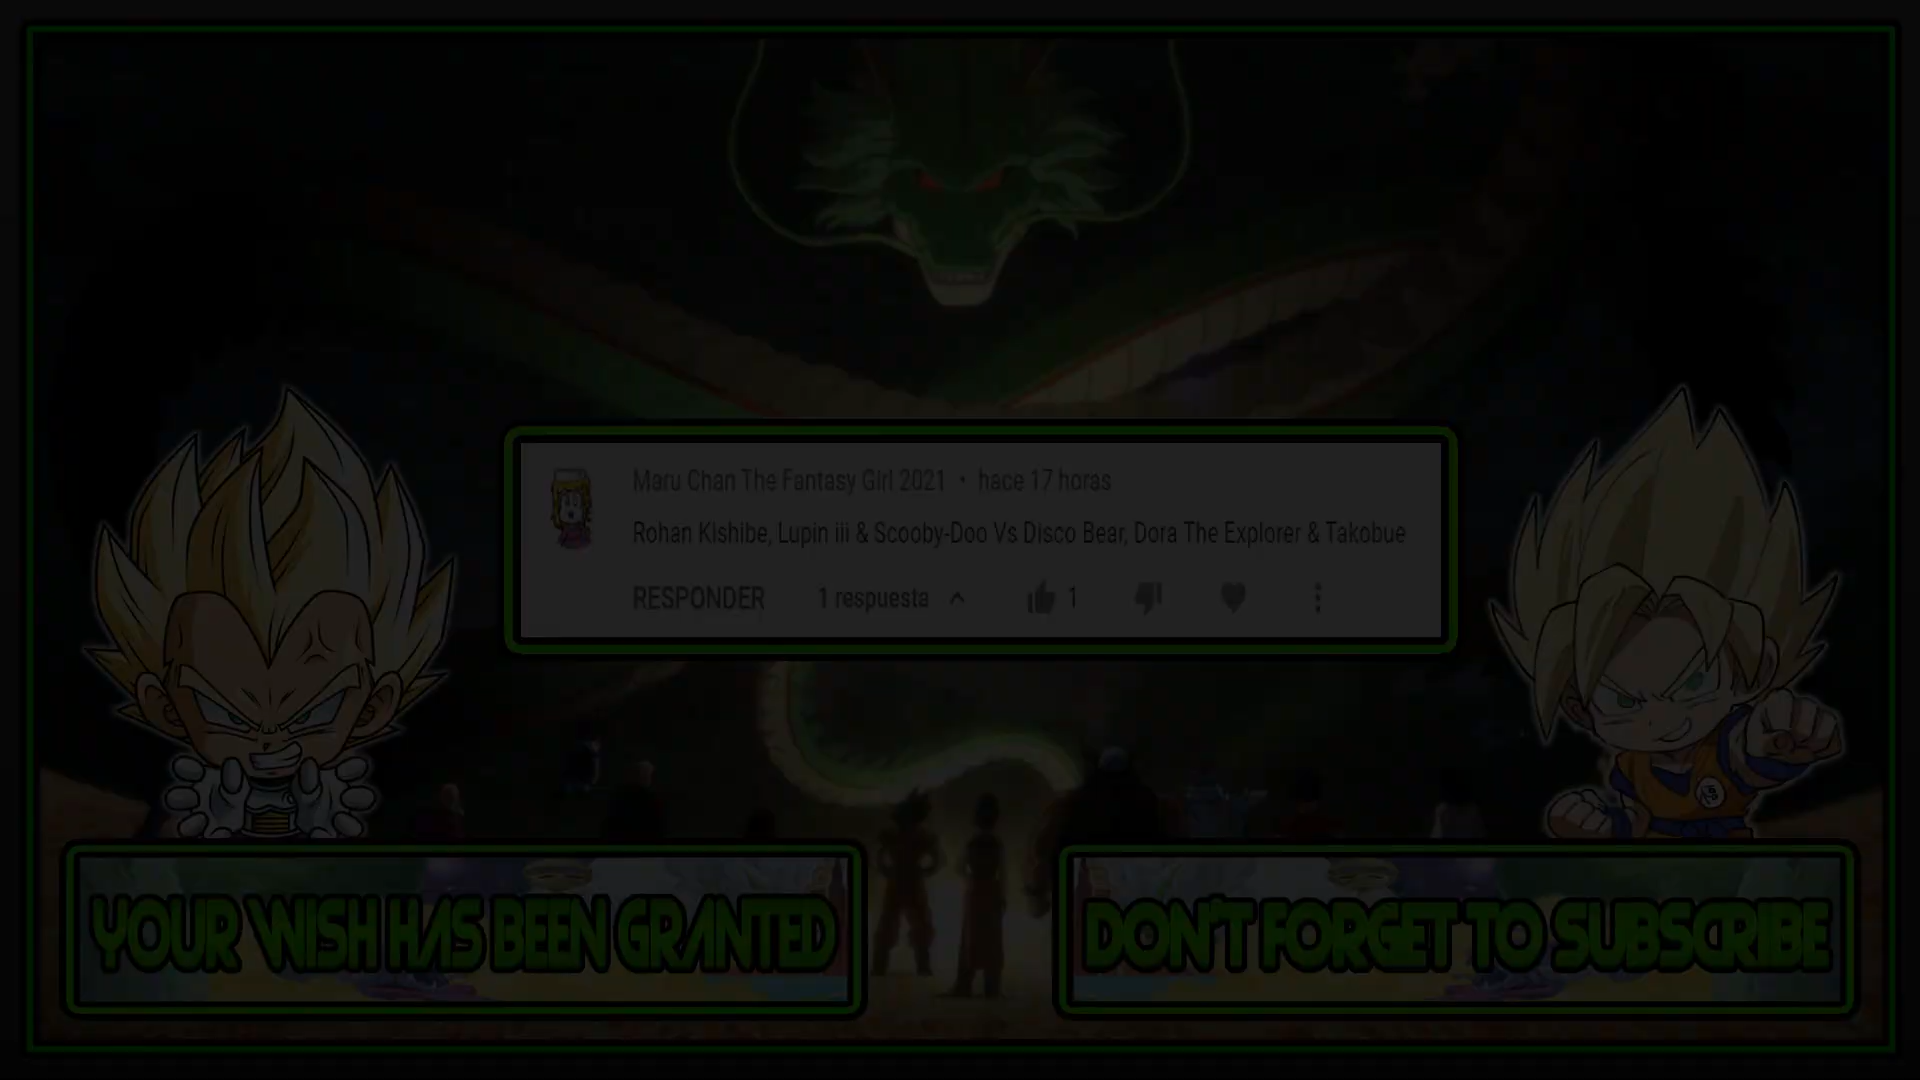 Maru Chan The Fantasy Girl 2021 · hace 17 horas
Rohan Kishibe, Lupin iii & Scooby-Doo Vs Disco Bear, Dora The Explorer & Takobue
RESPONDER 1 respuesta 1
YOUR WISH HAS BEEN GRANTED
DON'T FORGET TO SUBSCRIBE